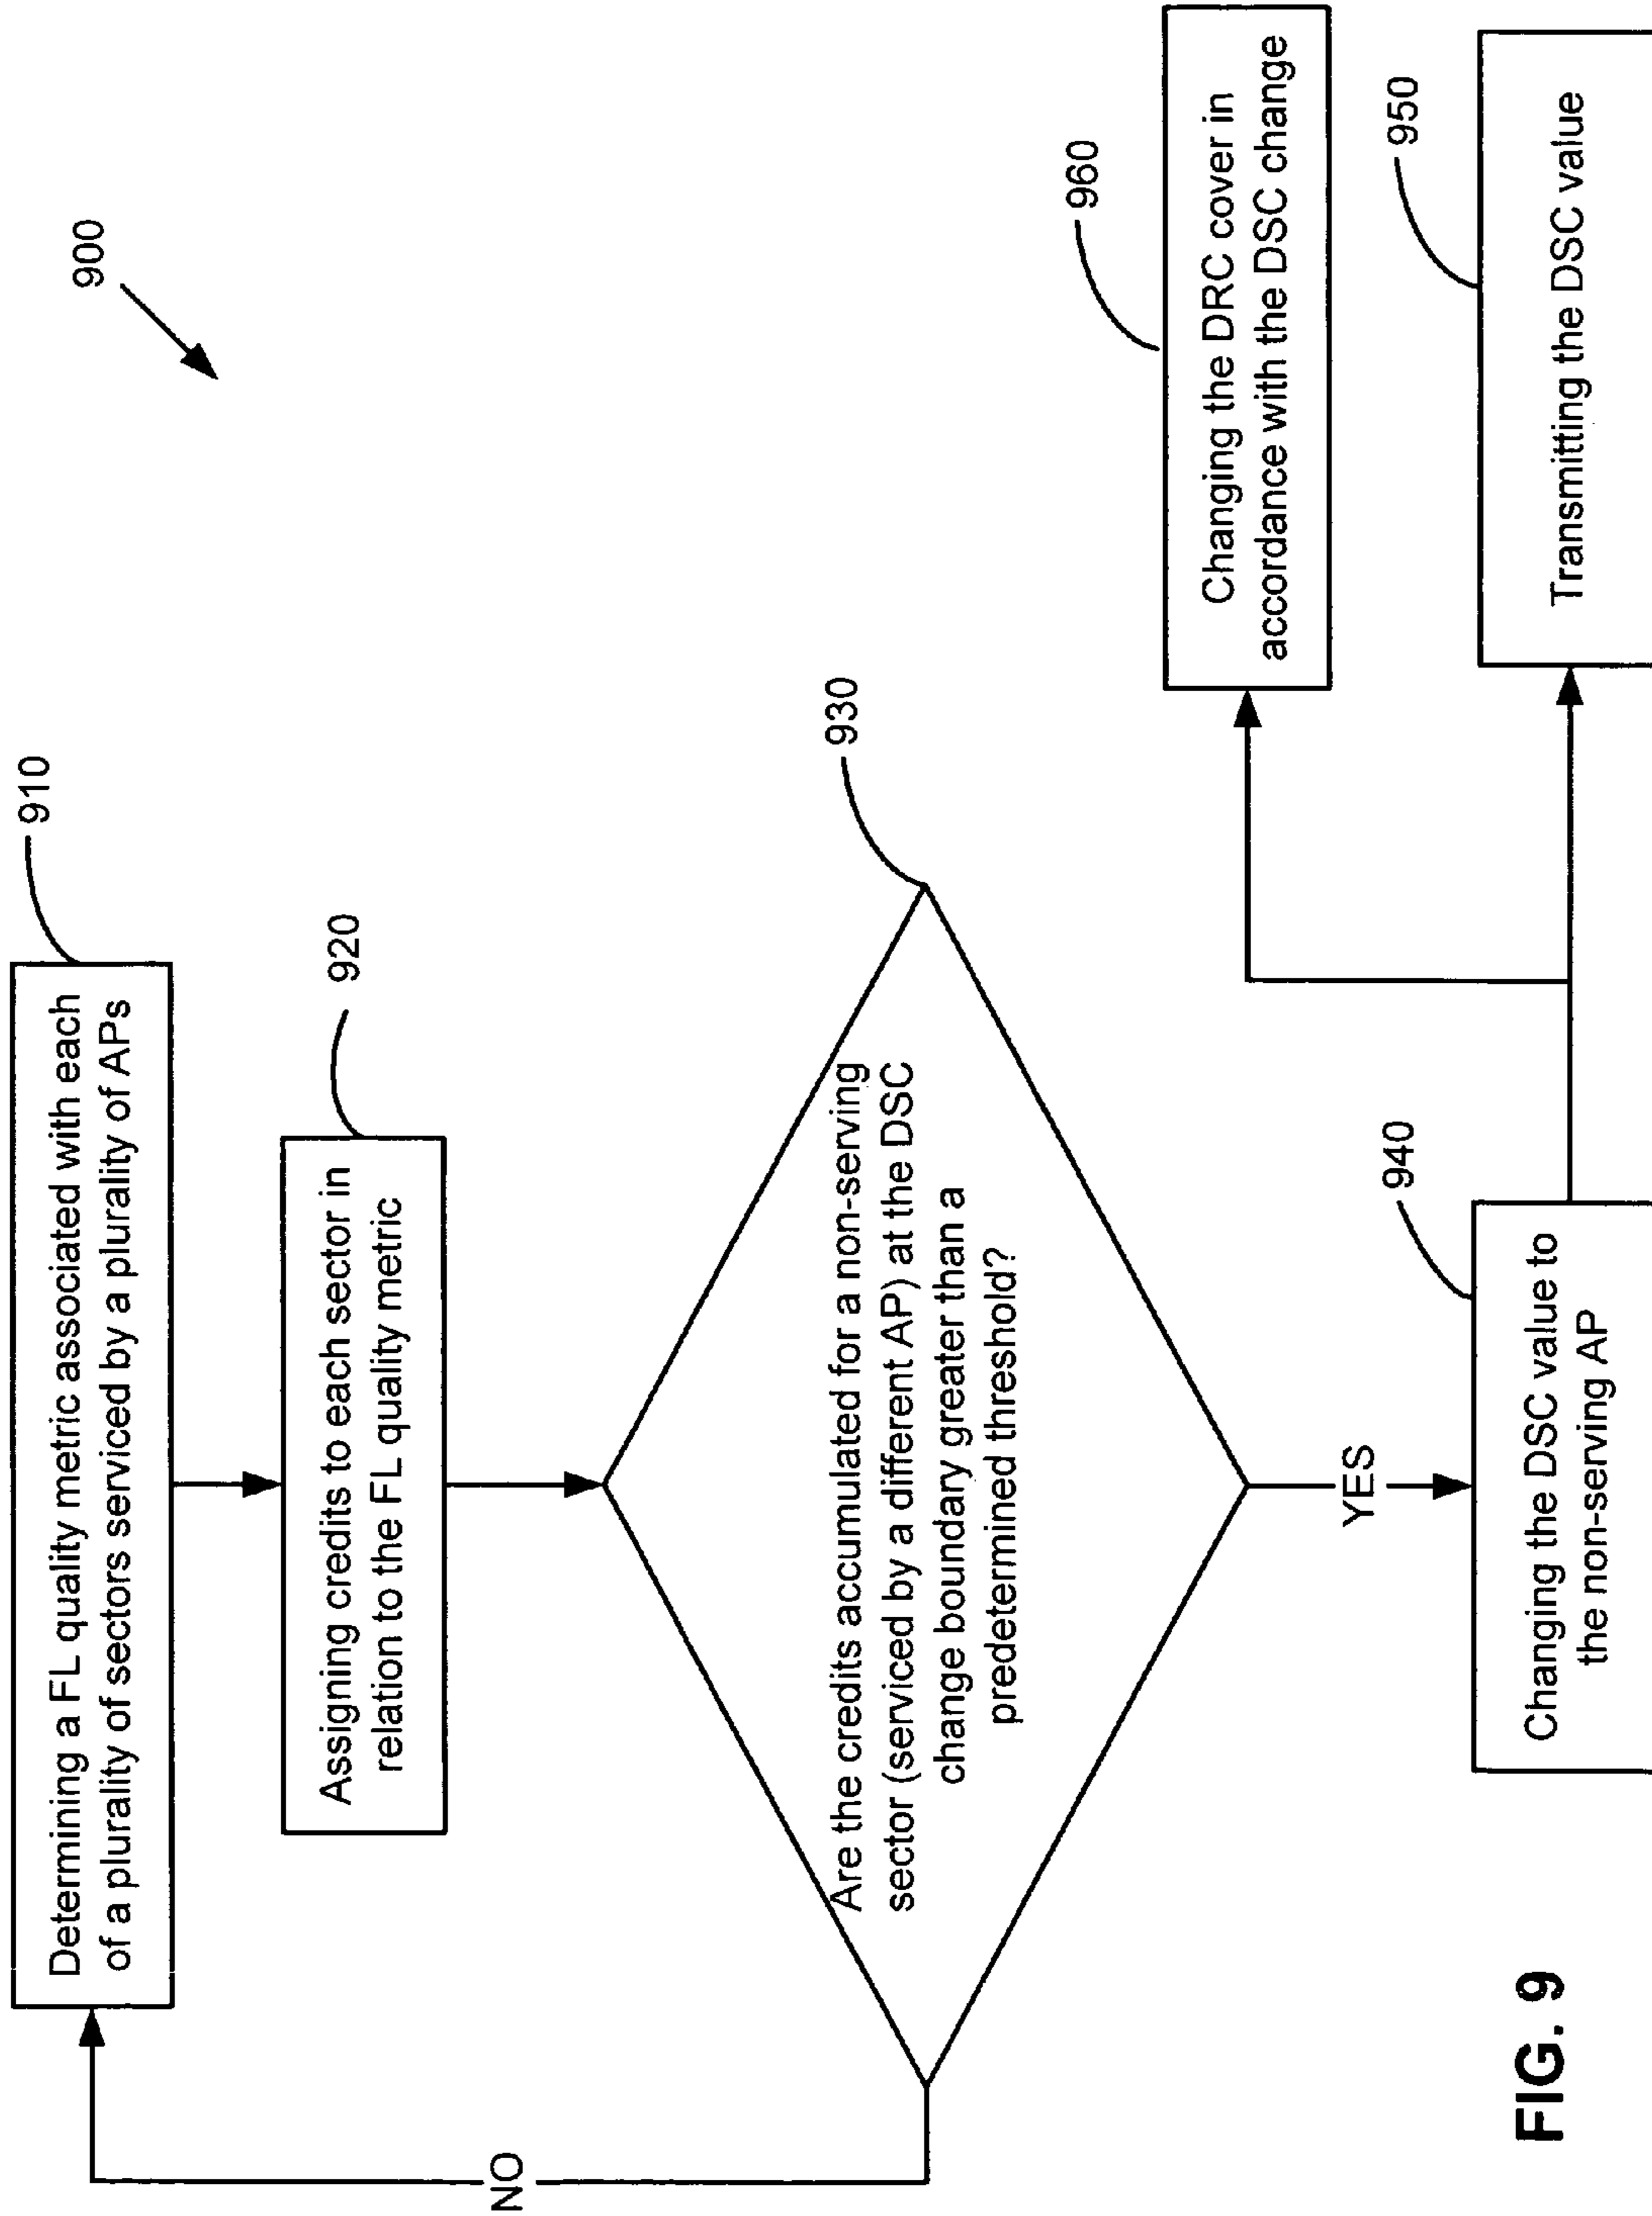 900
910
Determining a FL quality metric associated with each
of a plurality of sectors serviced by a plurality of APs
920
Assigning credits to each sector in
relation to the FL quality metric
930
Are the credits accumulated for a non-serving
sector (serviced by a different AP) at the DSC
change boundary greater than a
predetermined threshold?
NO
YES
940
Changing the DSC value to
the non-serving AP
960
Changing the DRC cover in
accordance with the DSC change
950
Transmitting the DSC value
FIG. 9